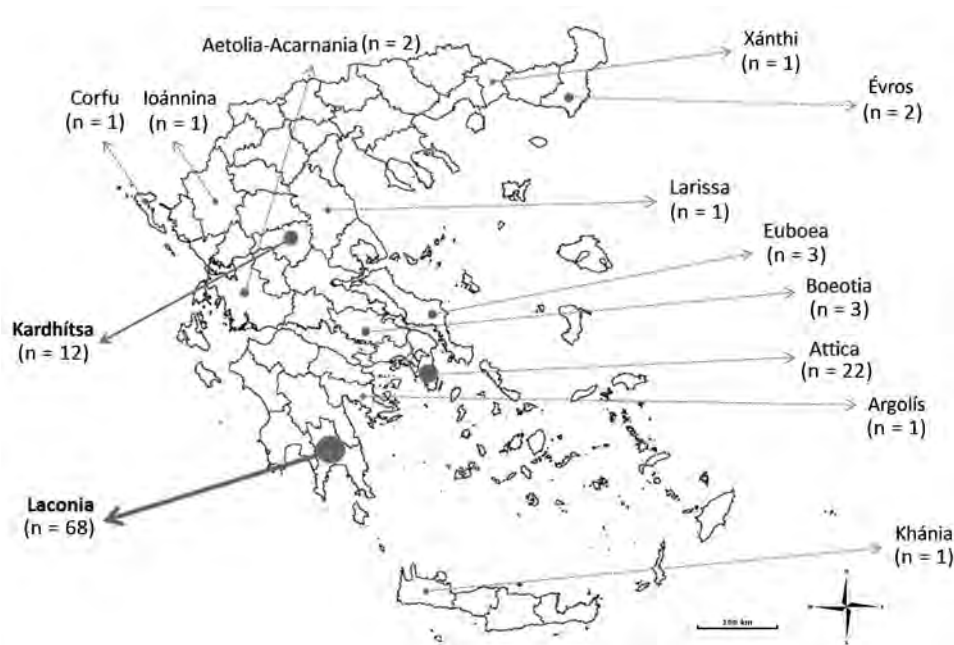 Aetolia-Acarnania (n = 2)
Xánthi
(n = 1)
Corfu
(n = 1)
Ioánnina
(n = 1)
Évros
(n = 2)
Larissa
(n = 1)
Euboea
(n = 3)
Boeotia
(n = 3)
Kardhítsa
(n = 12)
Attica
(n = 22)
Argolís
(n = 1)
Laconia
(n = 68)
Khánia
(n = 1)